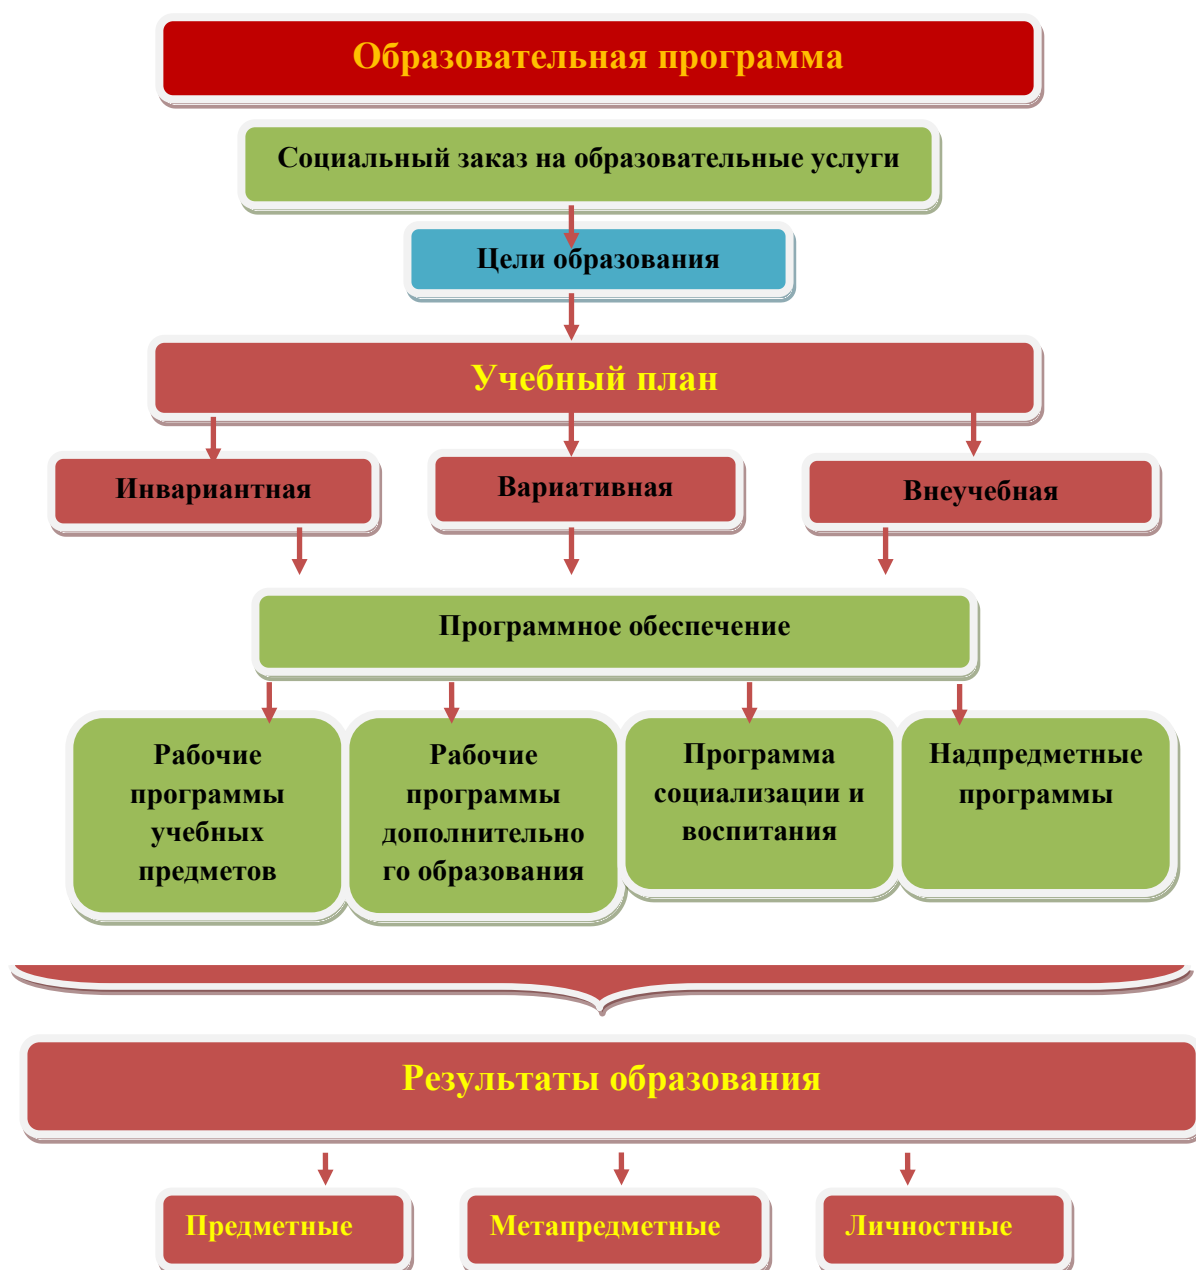 Образовательная программа
Социальный заказ на образовательные услуги
Цели образования
Учебный план
Инвариантная
Вариативная
Внеучебная
Программное обеспечение
Рабочие
программы
учебных
предметов
Рабочие
программы
дополнительно
го образования
Программа
социализации и
воспитания
Надпредметные
программы
Результаты образования
Предметные
Метапредметные
Личностные